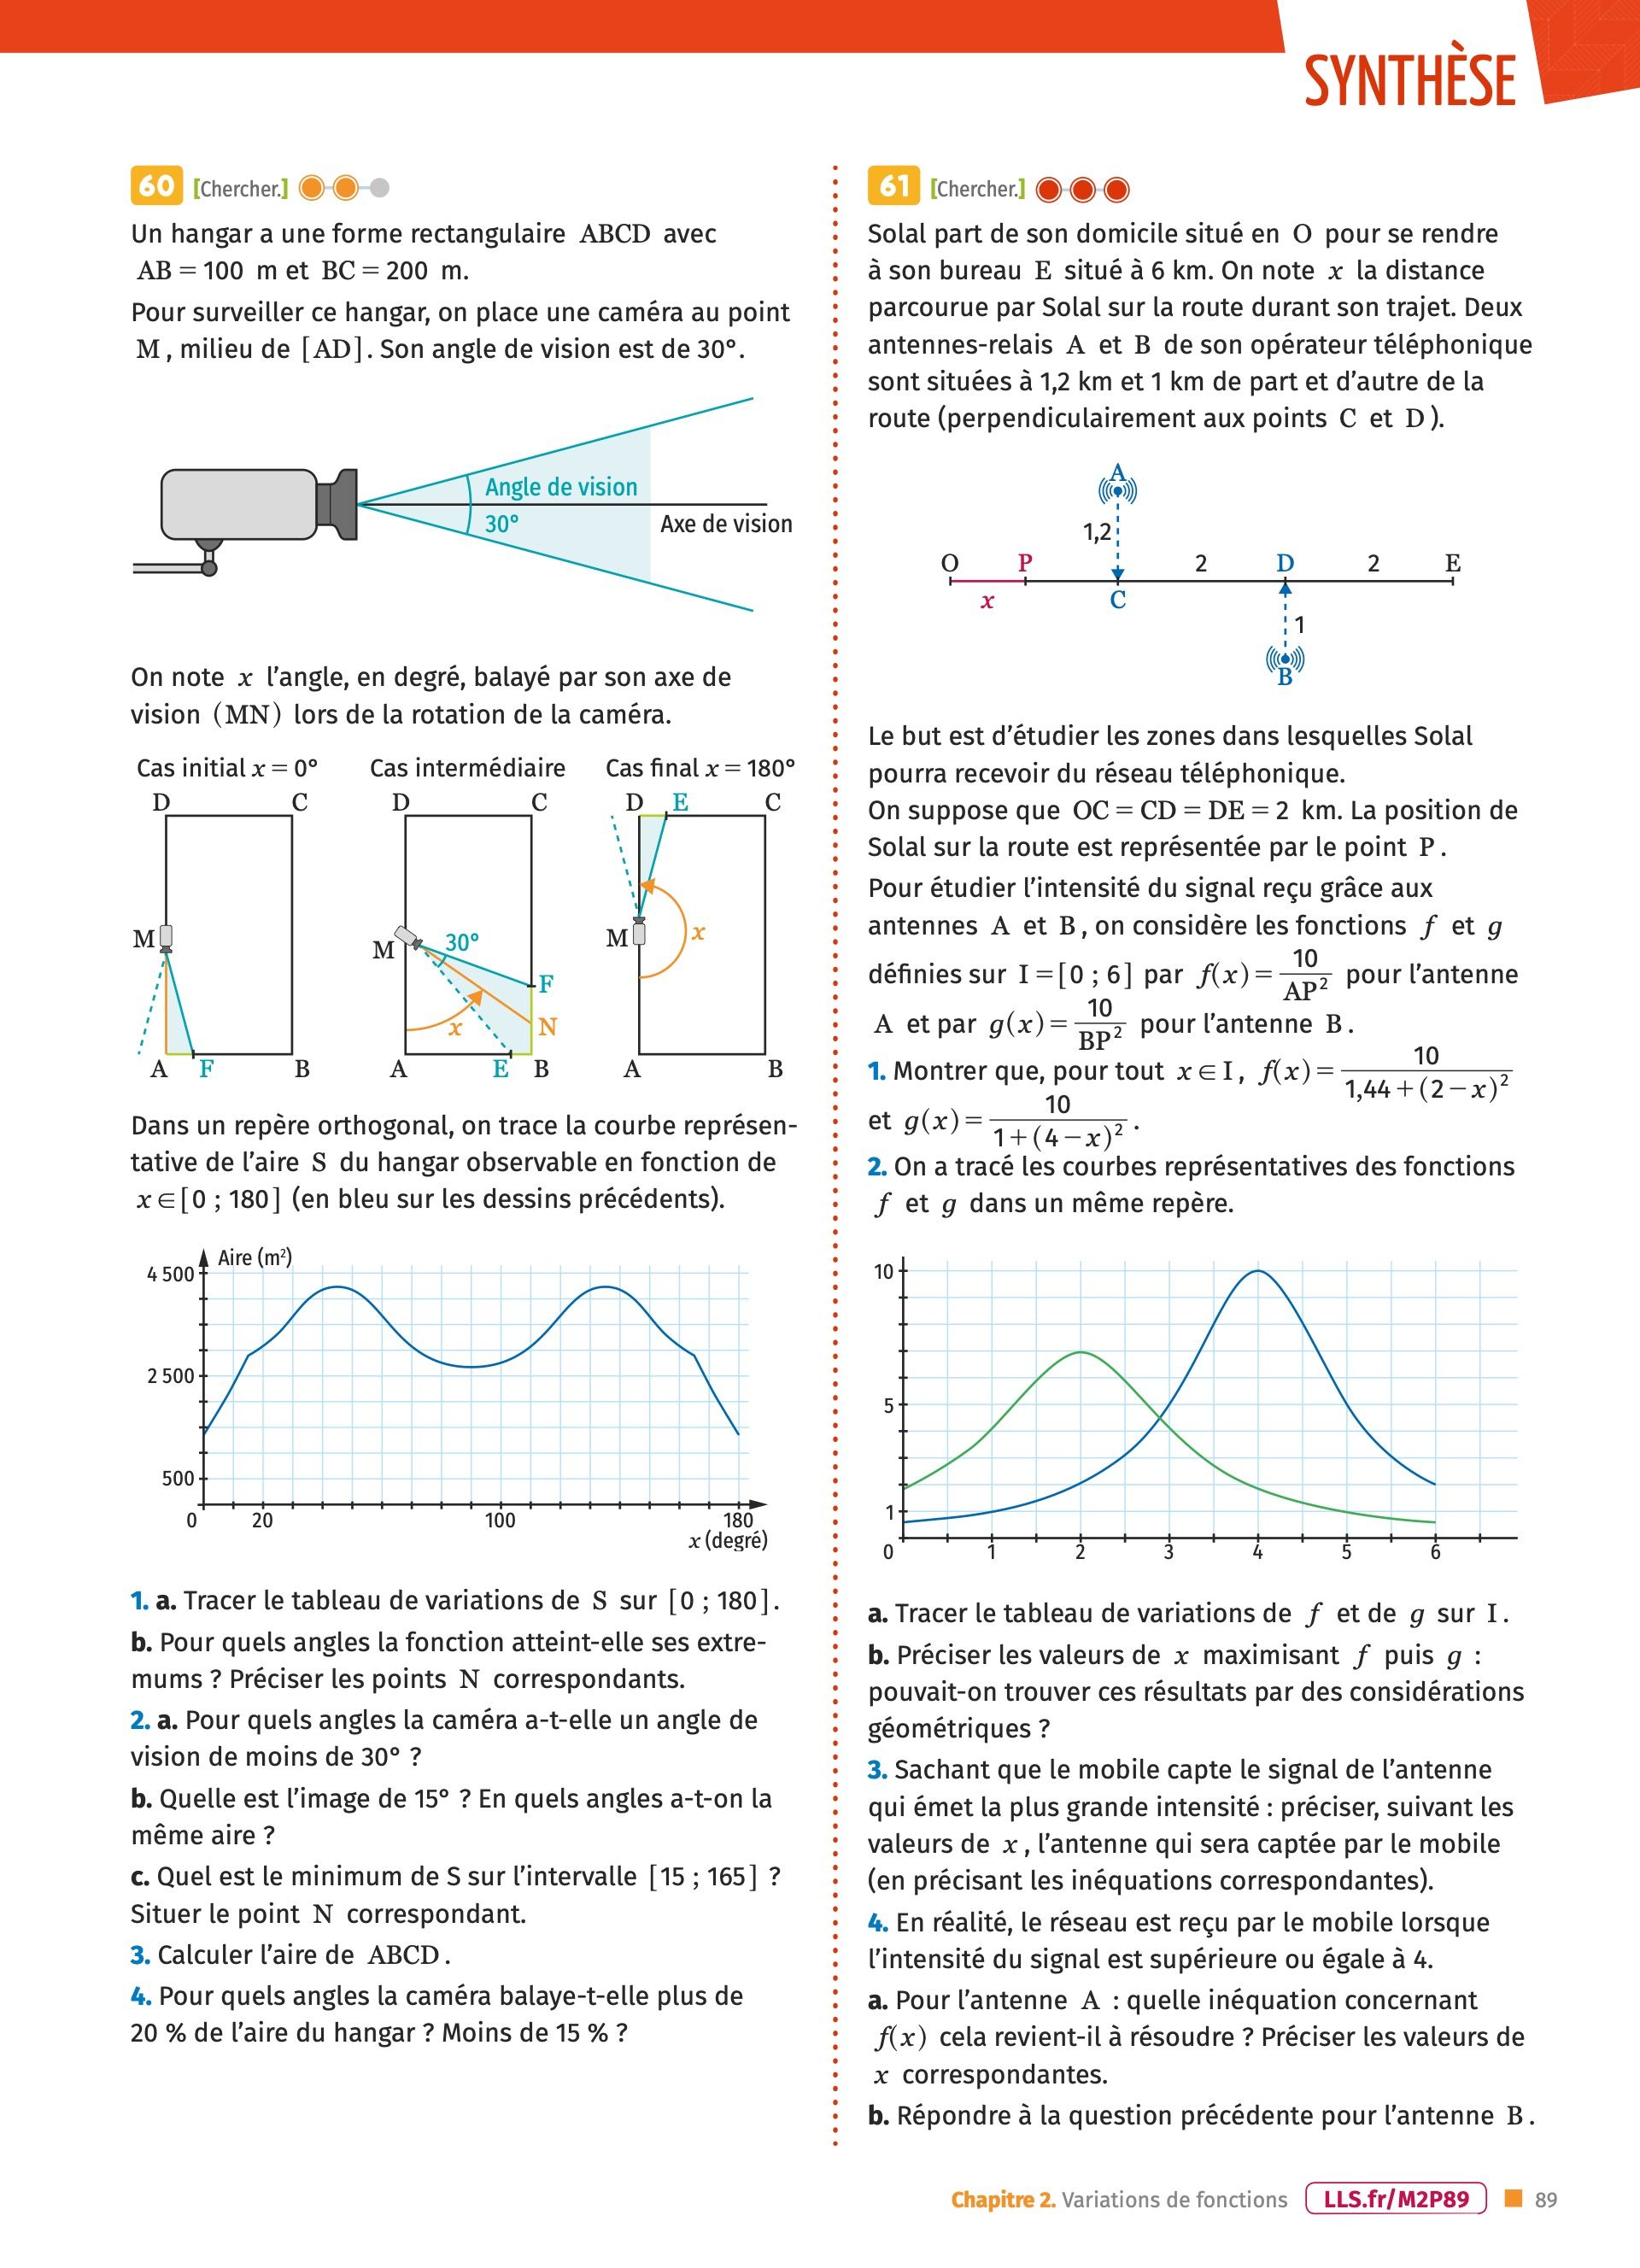 SYNTHÈSE
60 [Chercher.]
Un hangar a une forme rectangulaire ABCD avec
AB = 100 m et BC = 200 m.
Pour surveiller ce hangar, on place une caméra au point
M, milieu de [AD]. Son angle de vision est de 30°.
Angle de vision
30°
Axe de vision
On note x l'angle, en degré, balayé par son axe de
vision (MN) lors de la rotation de la caméra.
Cas initial x = 0° Cas intermédiaire Cas final x = 180°
D C D C D E C
M M 30° M x
F
x N
A F B A E B A B
Dans un repère orthogonal, on trace la courbe représen-
tative de l'aire S du hangar observable en fonction de
x ∈ [0 ; 180] (en bleu sur les dessins précédents).
Aire (m²)
4 500
2 500
500
0 20 100 180
x (degré)
1. a. Tracer le tableau de variations de S sur [0 ; 180].
b. Pour quels angles la fonction atteint-elle ses extre-
mums ? Préciser les points N correspondants.
2. a. Pour quels angles la caméra a-t-elle un angle de
vision de moins de 30° ?
b. Quelle est l'image de 15° ? En quels angles a-t-on la
même aire ?
c. Quel est le minimum de S sur l'intervalle [15 ; 165] ?
Situer le point N correspondant.
3. Calculer l'aire de ABCD.
4. Pour quels angles la caméra balaye-t-elle plus de
20 % de l'aire du hangar ? Moins de 15 % ?
61 [Chercher.]
Solal part de son domicile situé en O pour se rendre
à son bureau E situé à 6 km. On note x la distance
parcourue par Solal sur la route durant son trajet. Deux
antennes-relais A et B de son opérateur téléphonique
sont situées à 1,2 km et 1 km de part et d'autre de la
route (perpendiculairement aux points C et D).
A
1,2
O P 2 D 2 E
x C
1
B
Le but est d'étudier les zones dans lesquelles Solal
pourra recevoir du réseau téléphonique.
On suppose que OC = CD = DE = 2 km. La position de
Solal sur la route est représentée par le point P.
Pour étudier l'intensité du signal reçu grâce aux
antennes A et B, on considère les fonctions f et g
définies sur I = [0 ; 6] par f(x) = 10/AP² pour l'antenne
A et par g(x) = 10/BP² pour l'antenne B.
1. Montrer que, pour tout x ∈ I, f(x) = 10/(1,44 + (2 − x)²)
et g(x) = 10/(1 + (4 − x)²).
2. On a tracé les courbes représentatives des fonctions
f et g dans un même repère.
10
5
1
0 1 2 3 4 5 6
a. Tracer le tableau de variations de f et de g sur I.
b. Préciser les valeurs de x maximisant f puis g :
pouvait-on trouver ces résultats par des considérations
géométriques ?
3. Sachant que le mobile capte le signal de l'antenne
qui émet la plus grande intensité : préciser, suivant les
valeurs de x, l'antenne qui sera captée par le mobile
(en précisant les inéquations correspondantes).
4. En réalité, le réseau est reçu par le mobile lorsque
l'intensité du signal est supérieure ou égale à 4.
a. Pour l'antenne A : quelle inéquation concernant
f(x) cela revient-il à résoudre ? Préciser les valeurs de
x correspondantes.
b. Répondre à la question précédente pour l'antenne B.
Chapitre 2. Variations de fonctions LLS.fr/M2P89 89